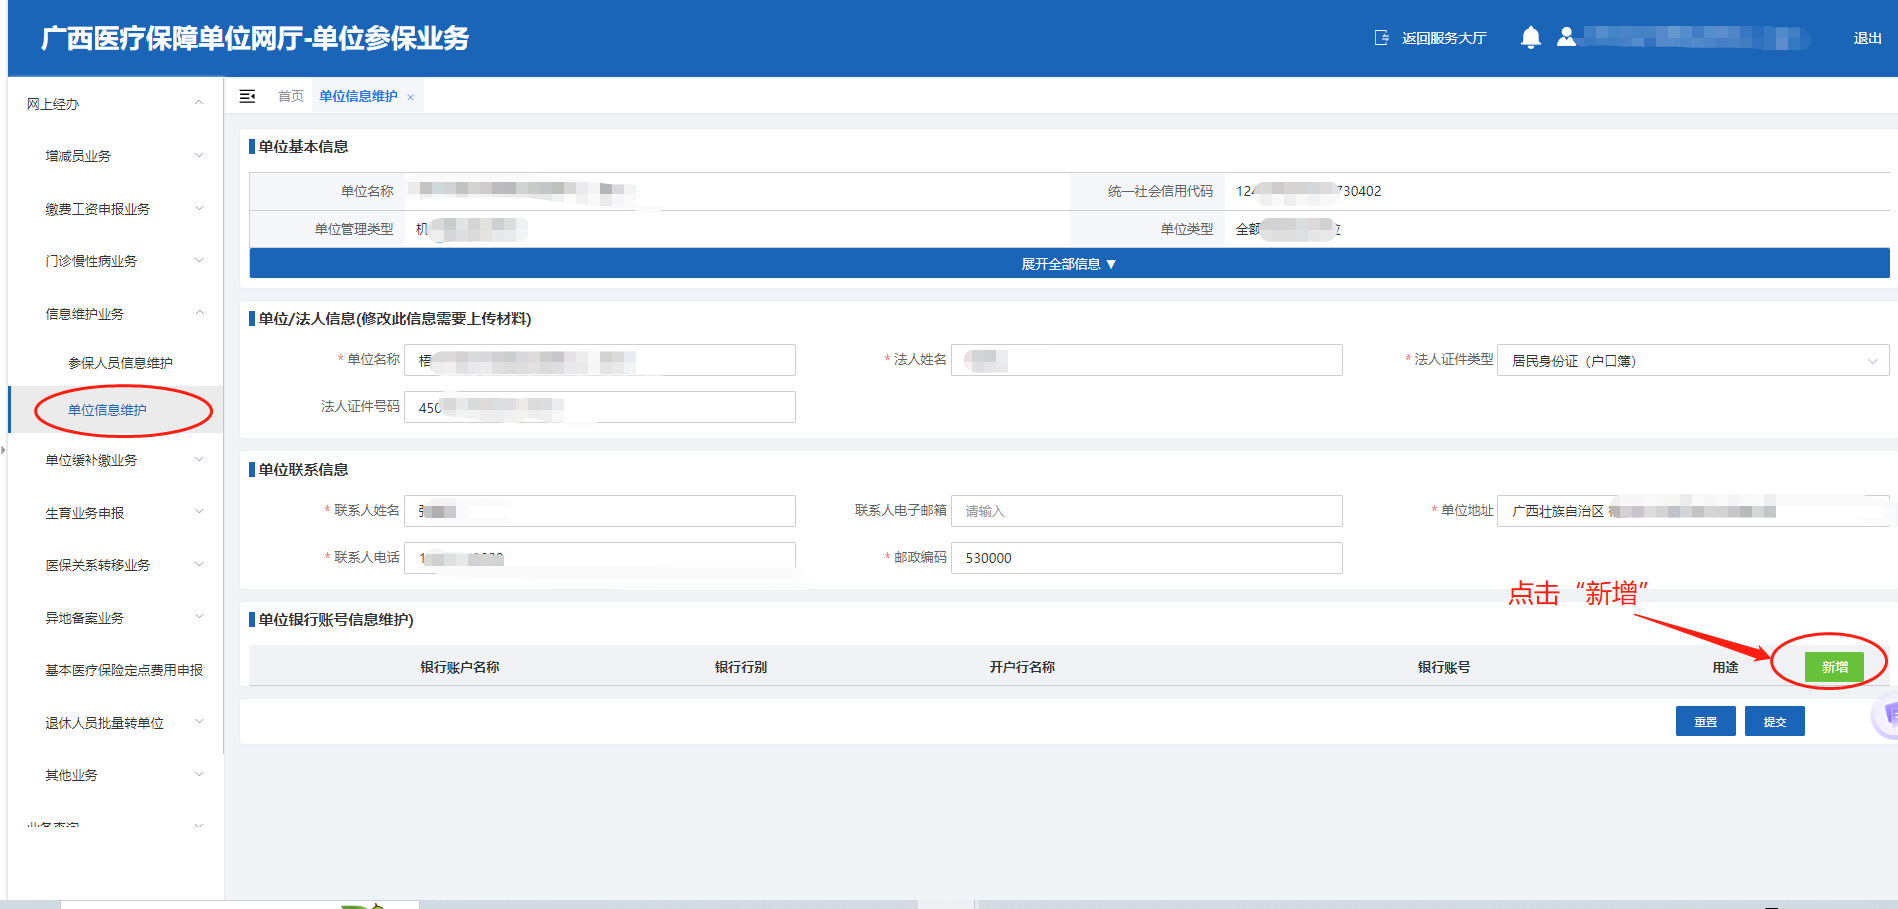 广西医疗保障单位网厅-单位参保业务
返回服务大厅
退出
网上经办
增减员业务
缴费工资申报业务
门诊慢性病业务
信息维护业务
参保人员信息维护
单位信息维护
单位缓补缴业务
生育业务申报
医保关系转移业务
异地备案业务
基本医疗保险定点费用申报
退休人员批量转单位
其他业务
业务查询
首页 单位信息维护 ×
单位基本信息
单位名称
统一社会信用代码 124 730402
单位管理类型 机
单位类型 全额 位
展开全部信息 ▼
单位/法人信息(修改此信息需要上传材料)
* 单位名称 梧
* 法人姓名
* 法人证件类型 居民身份证（户口簿）
法人证件号码 450
单位联系信息
* 联系人姓名 张
联系人电子邮箱 请输入
* 单位地址 广西壮族自治区
* 联系人电话 1
* 邮政编码 530000
点击“新增”
单位银行账号信息维护)
银行账户名称 银行行别 开户行名称 银行账号 用途 新增
重置 提交